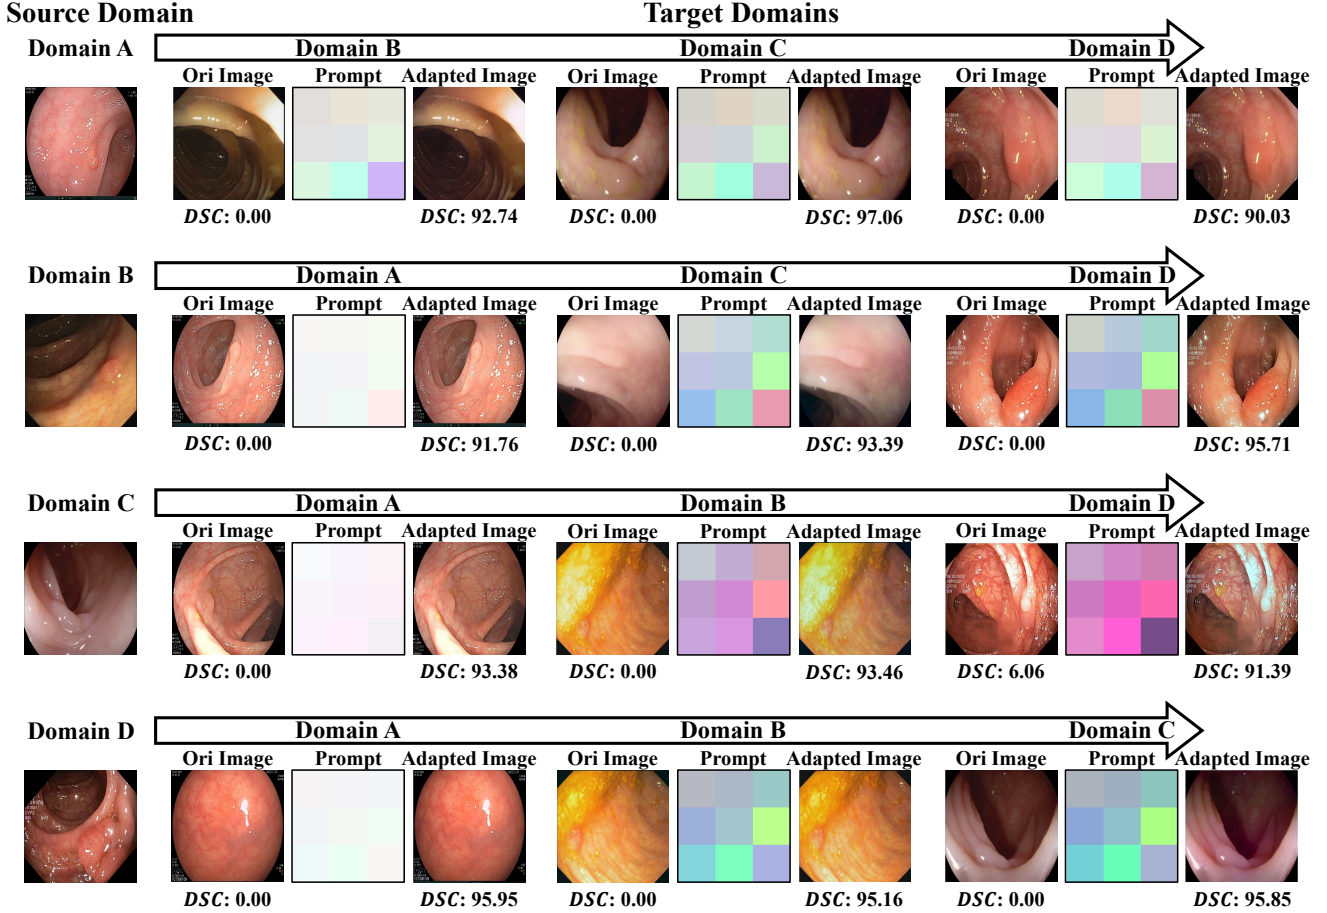 Source Domain Target Domains
Domain A Domain B Domain C Domain D
Ori Image Prompt Adapted Image Ori Image Prompt Adapted Image Ori Image Prompt Adapted Image
DSC: 0.00 DSC: 92.74 DSC: 0.00 DSC: 97.06 DSC: 0.00 DSC: 90.03
Domain B Domain A Domain C Domain D
Ori Image Prompt Adapted Image Ori Image Prompt Adapted Image Ori Image Prompt Adapted Image
DSC: 0.00 DSC: 91.76 DSC: 0.00 DSC: 93.39 DSC: 0.00 DSC: 95.71
Domain C Domain A Domain B Domain D
Ori Image Prompt Adapted Image Ori Image Prompt Adapted Image Ori Image Prompt Adapted Image
DSC: 0.00 DSC: 93.38 DSC: 0.00 DSC: 93.46 DSC: 6.06 DSC: 91.39
Domain D Domain A Domain B Domain C
Ori Image Prompt Adapted Image Ori Image Prompt Adapted Image Ori Image Prompt Adapted Image
DSC: 0.00 DSC: 95.95 DSC: 0.00 DSC: 95.16 DSC: 0.00 DSC: 95.85